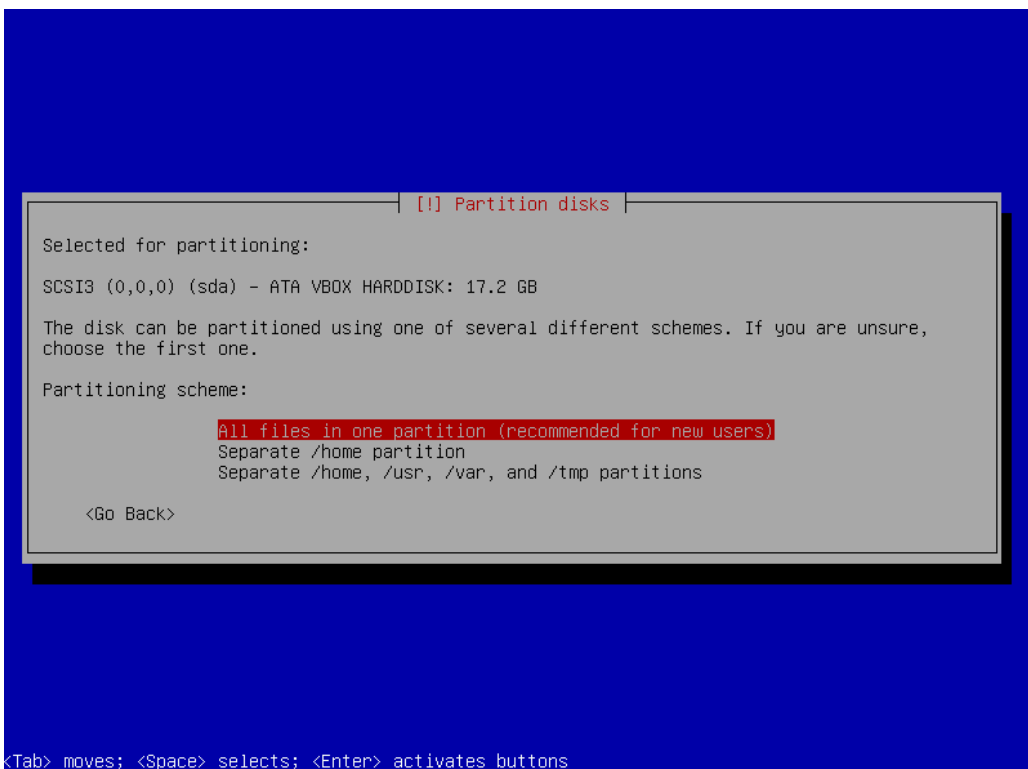 [!] Partition disks
Selected for partitioning:
SCSI3 (0,0,0) (sda) - ATA VBOX HARDDISK: 17.2 GB
The disk can be partitioned using one of several different schemes. If you are unsure,
choose the first one.
Partitioning scheme:
All files in one partition (recommended for new users)
Separate /home partition
Separate /home, /usr, /var, and /tmp partitions
<Go Back>
<Tab> moves; <Space> selects; <Enter> activates buttons